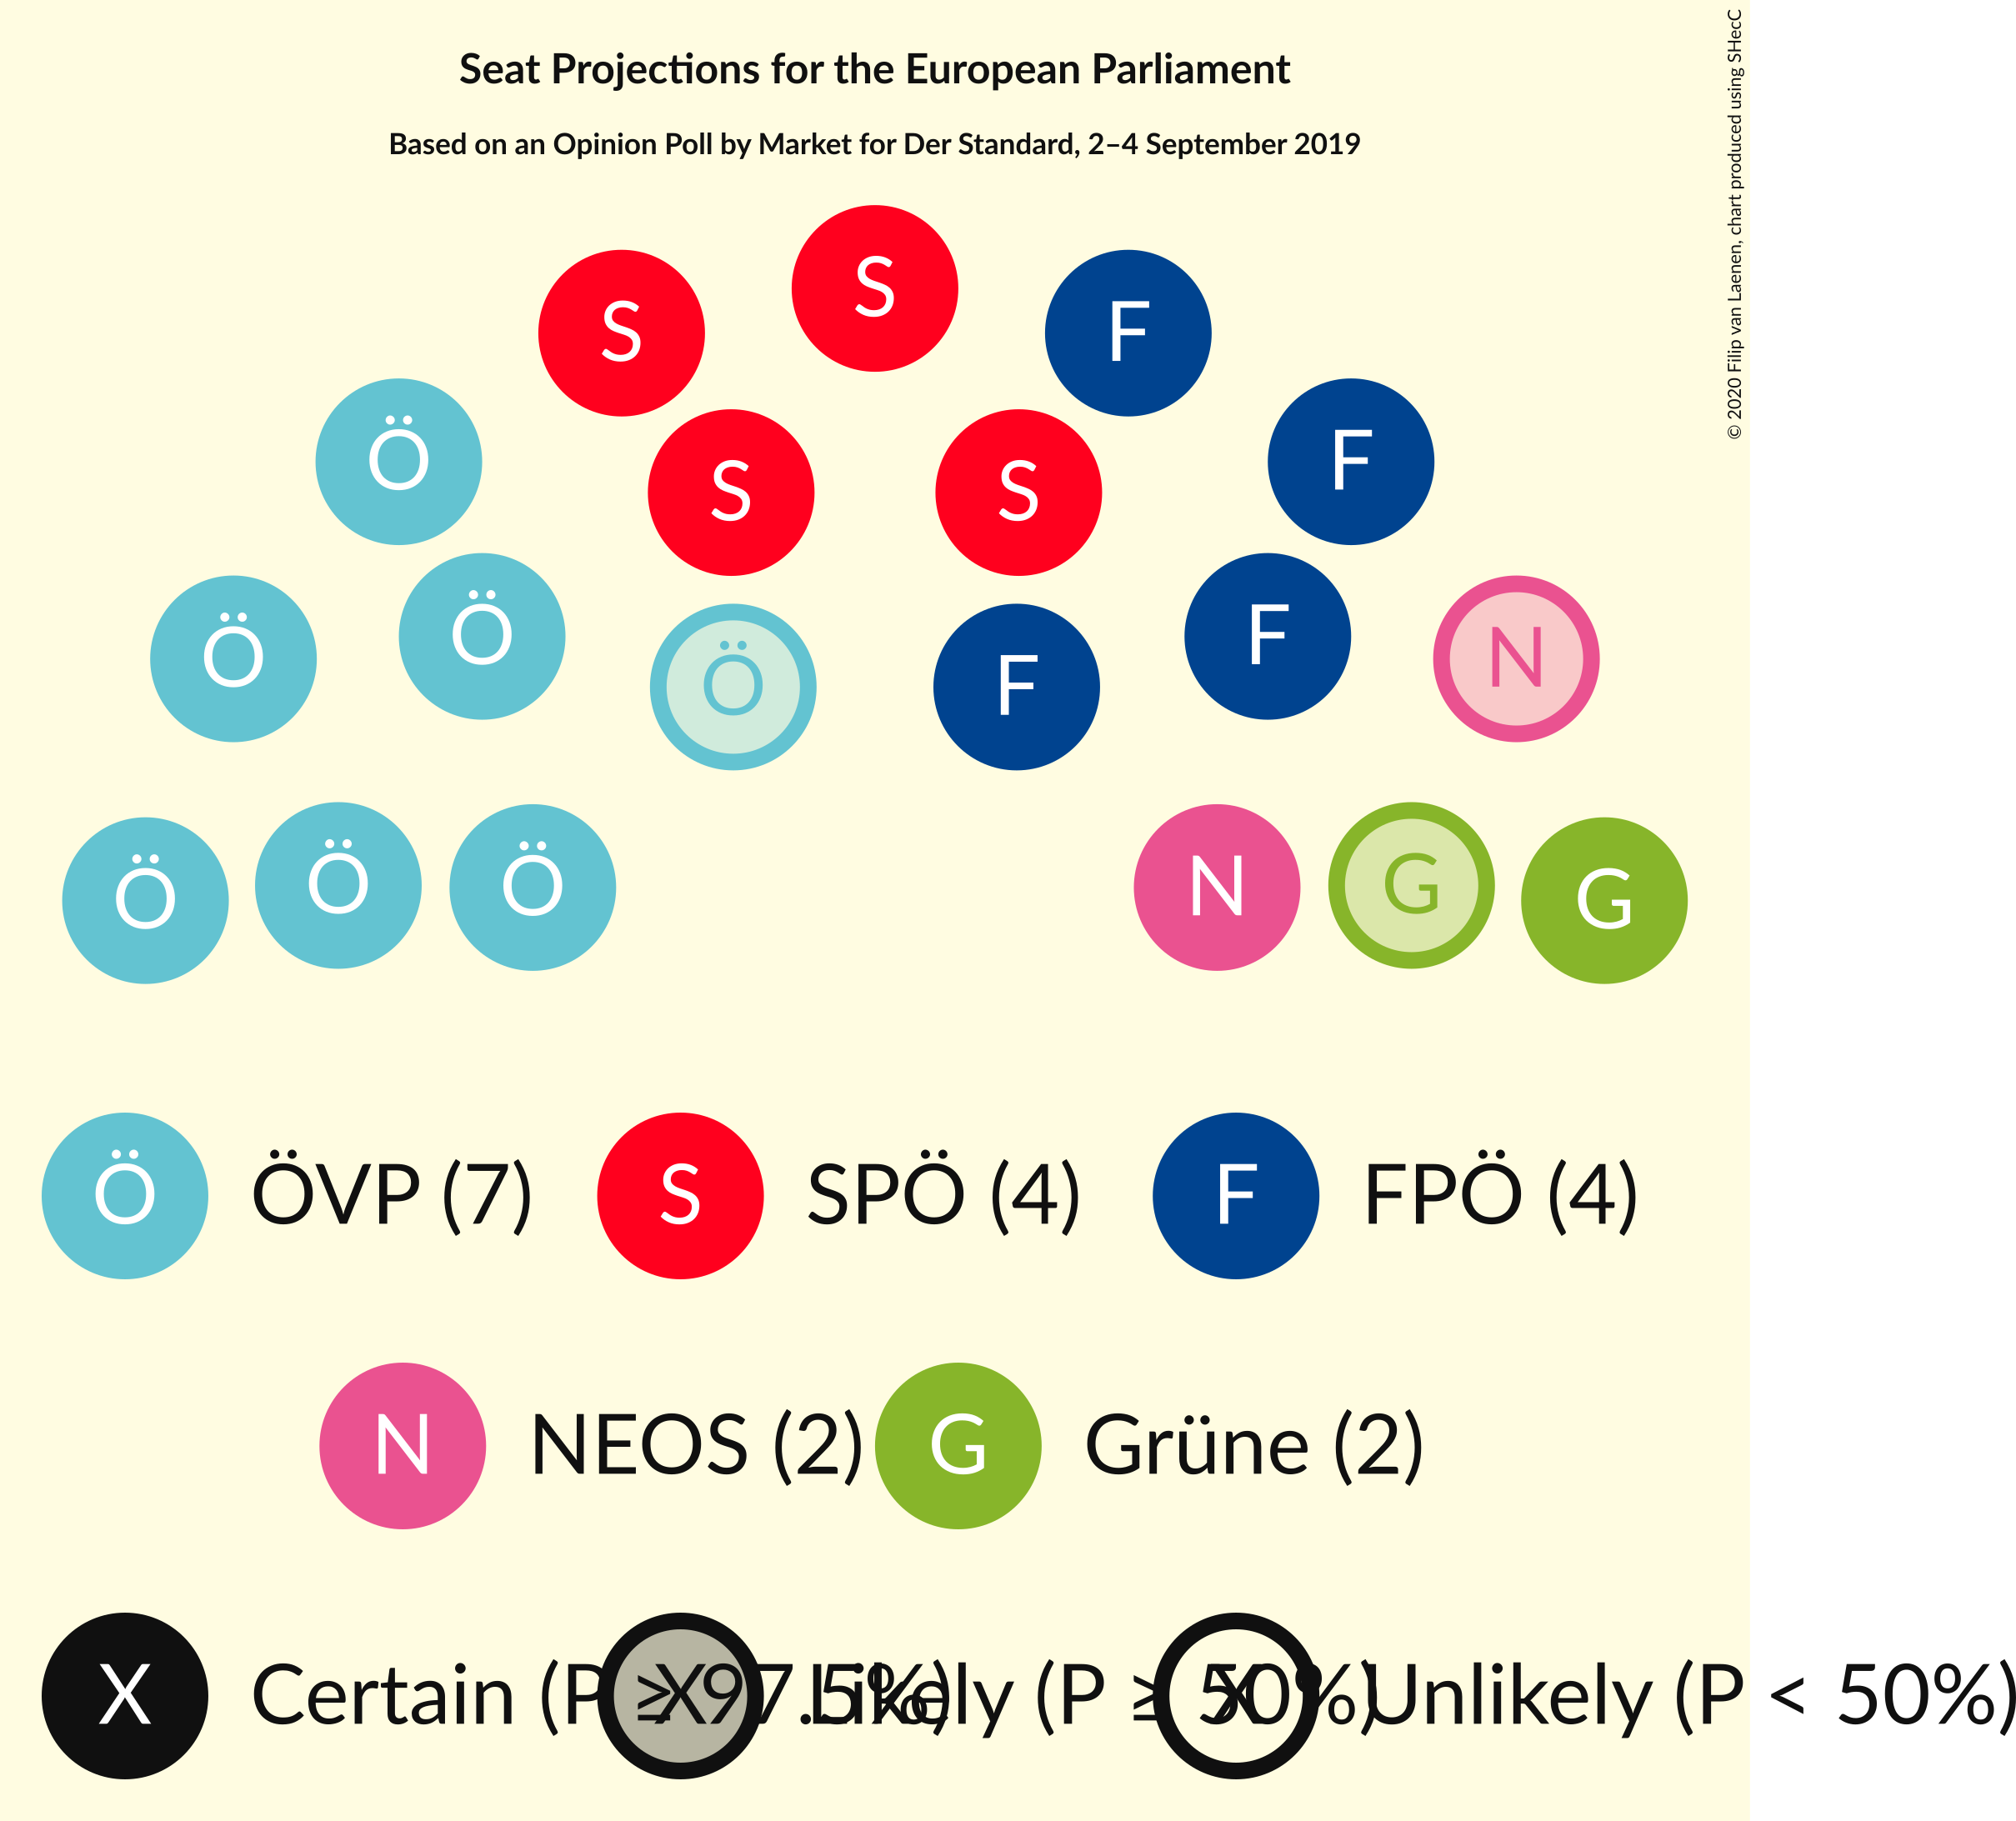 Seat Projections for the European Parliament
Based on an Opinion Poll by Market for Der Standard, 2–4 September 2019
© 2020 Filip van Laenen, chart produced using SHecC
S
S
F
Ö
F
S
S
Ö
Ö
Ö
F
F
N
Ö
Ö
Ö
N
G
G
Ö ÖVP (7) S SPÖ (4) F FPÖ (4)
N NEOS (2) G Grüne (2)
X Certain (P ≥ 97.5%) X Likely (P ≥ 50%) X Unlikely (P < 50%)